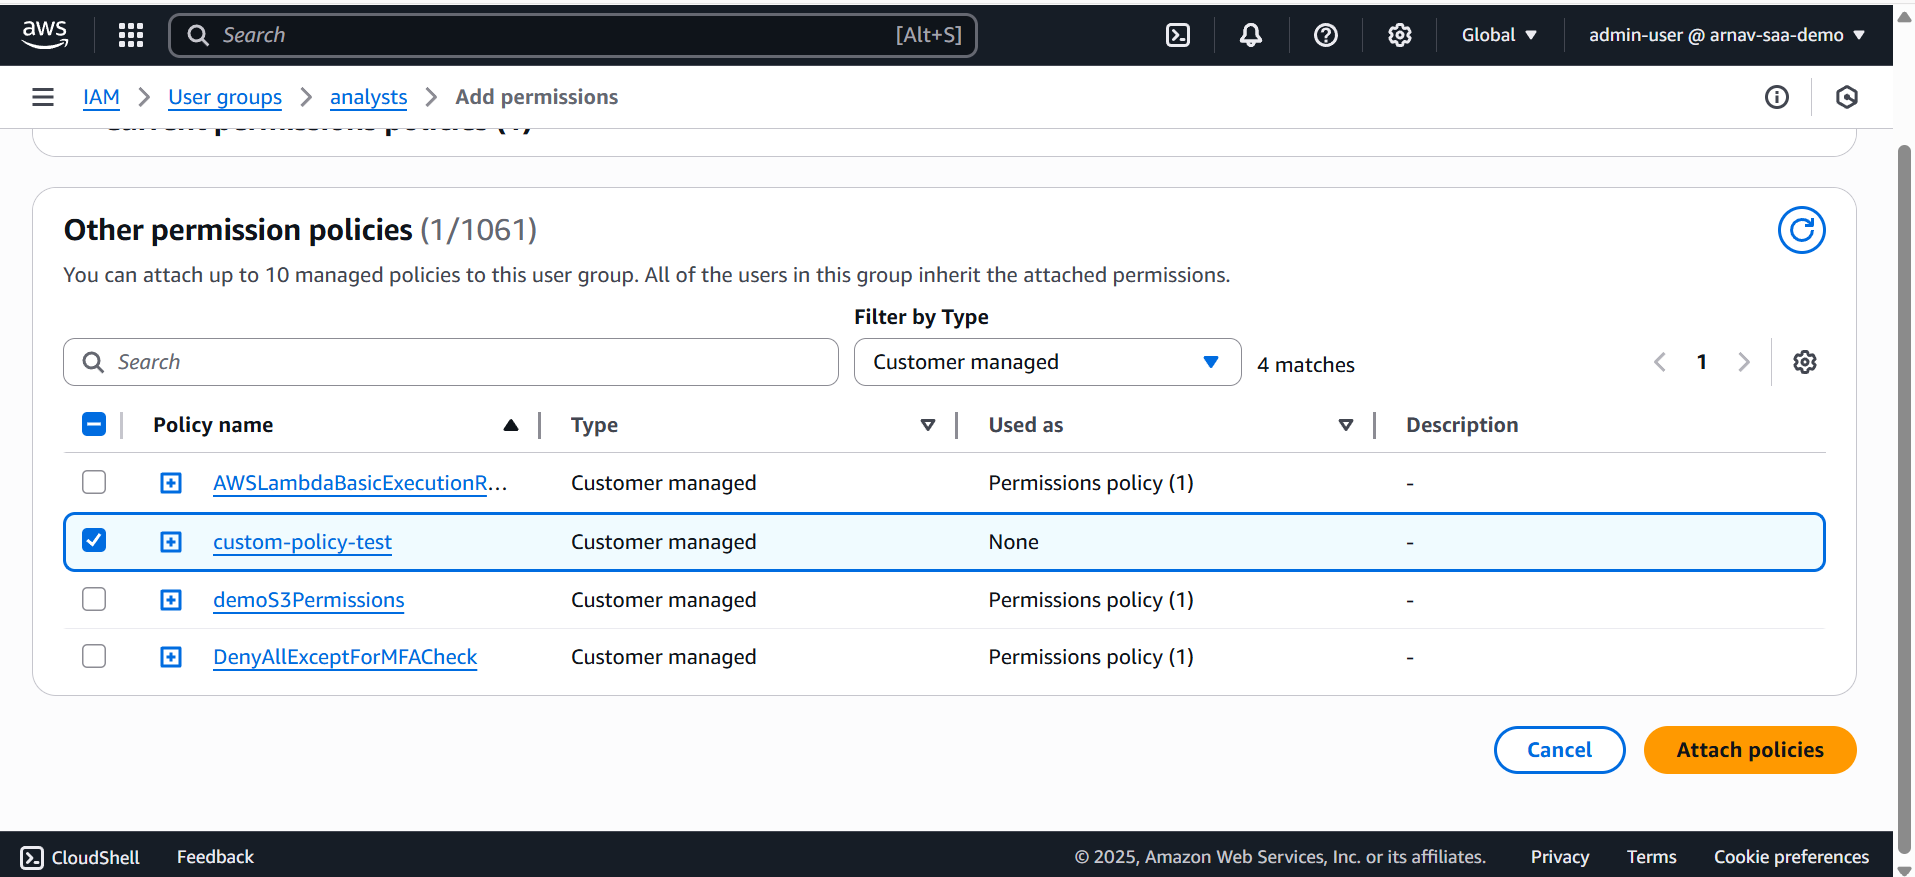 aws
Search [Alt+S] Global admin-user @ arnav-saa-demo
IAM User groups analysts Add permissions
Current permissions policies (1)
Other permission policies (1/1061)
You can attach up to 10 managed policies to this user group. All of the users in this group inherit the attached permissions.
Filter by Type
Search Customer managed 4 matches 1
Policy name Type Used as Description
AWSLambdaBasicExecutionR... Customer managed Permissions policy (1) -
custom-policy-test Customer managed None -
demoS3Permissions Customer managed Permissions policy (1) -
DenyAllExceptForMFACheck Customer managed Permissions policy (1) -
Cancel Attach policies
CloudShell Feedback © 2025, Amazon Web Services, Inc. or its affiliates. Privacy Terms Cookie preferences